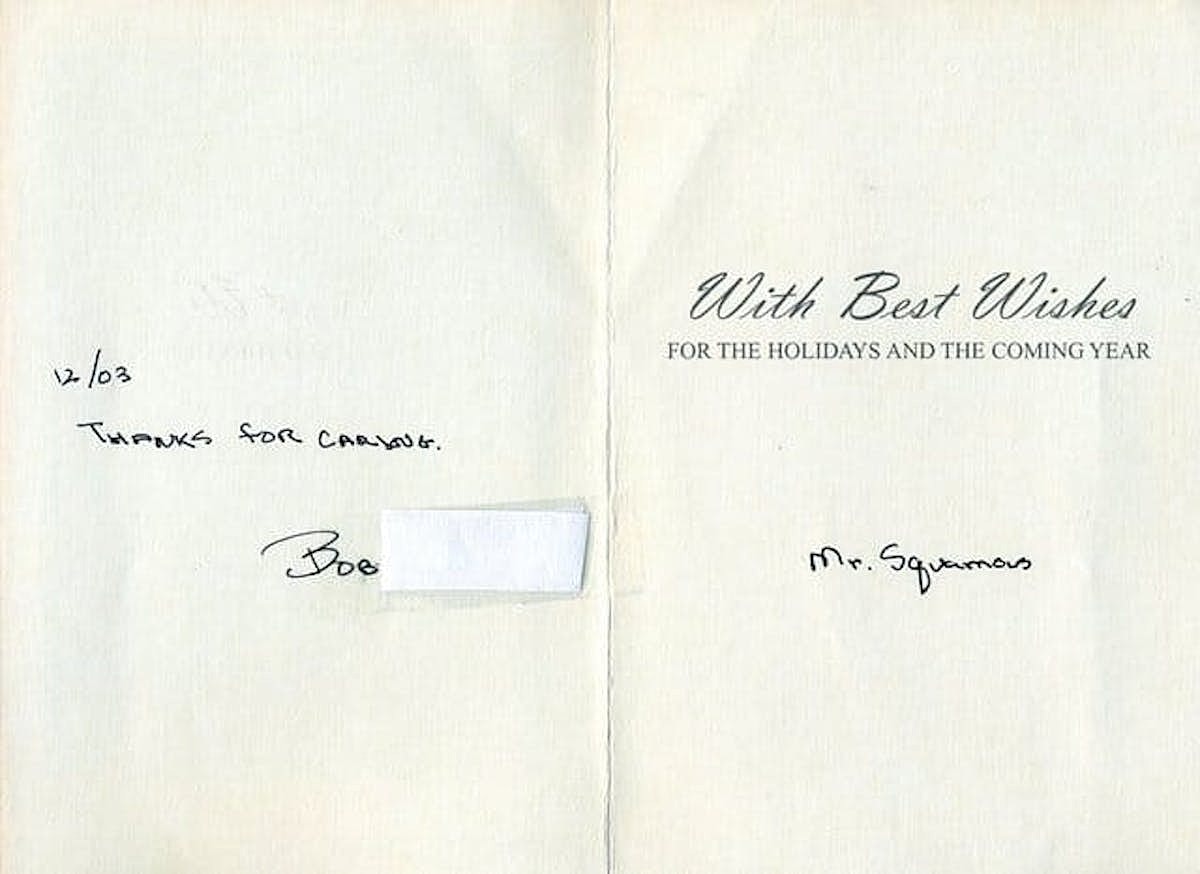 12/03
THANKS FOR CARING.
BOB
With Best Wishes
FOR THE HOLIDAYS AND THE COMING YEAR
Mr. Squamous